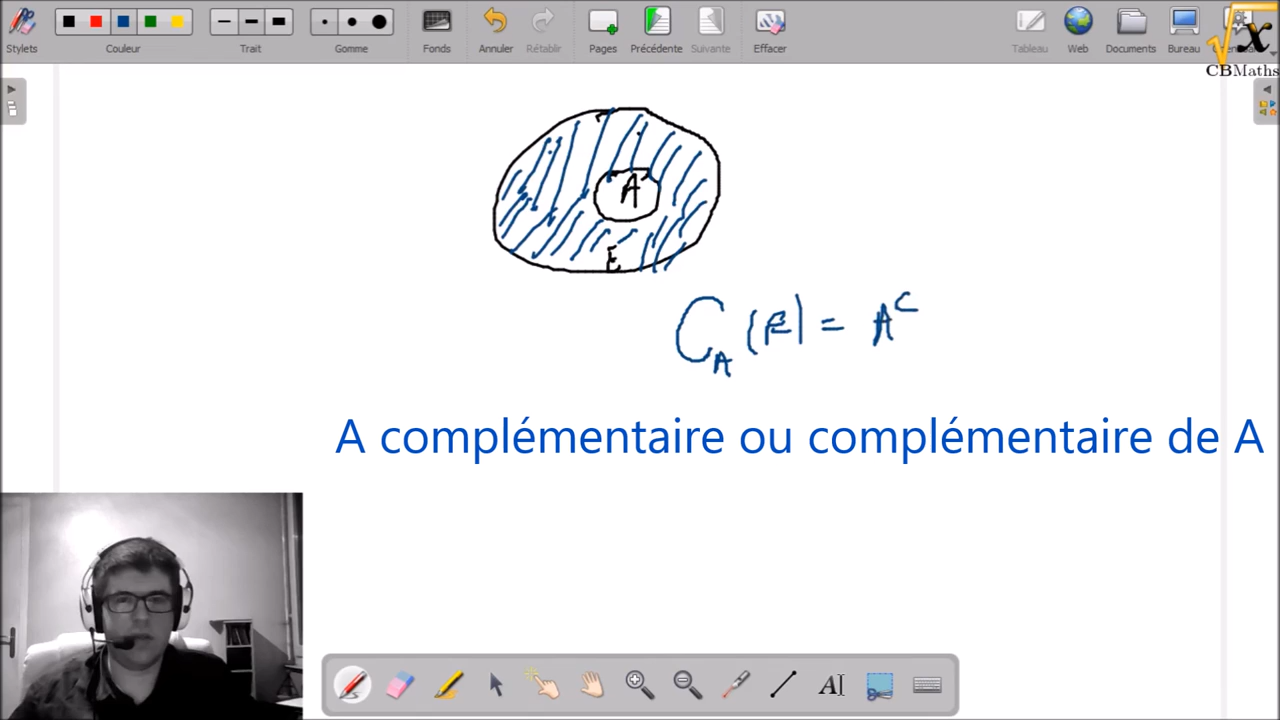 Stylets Couleur Trait Gomme Fonds Annuler Rétablir Pages Précédente Suivante Effacer Tableau Web Documents Bureau
CBMaths
A
E
C_A (E) = A^C
A complémentaire ou complémentaire de A
AI